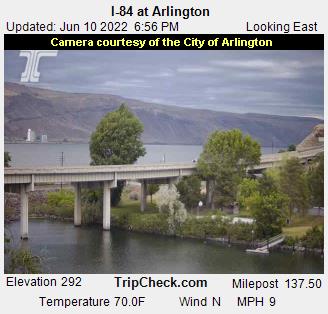 I-84 at Arlington
Updated: Jun 10 2022 6:56 PM Looking East
Camera courtesy of the City of Arlington
Elevation 292 TripCheck.com Milepost 137.50
Temperature 70.0F Wind N MPH 9